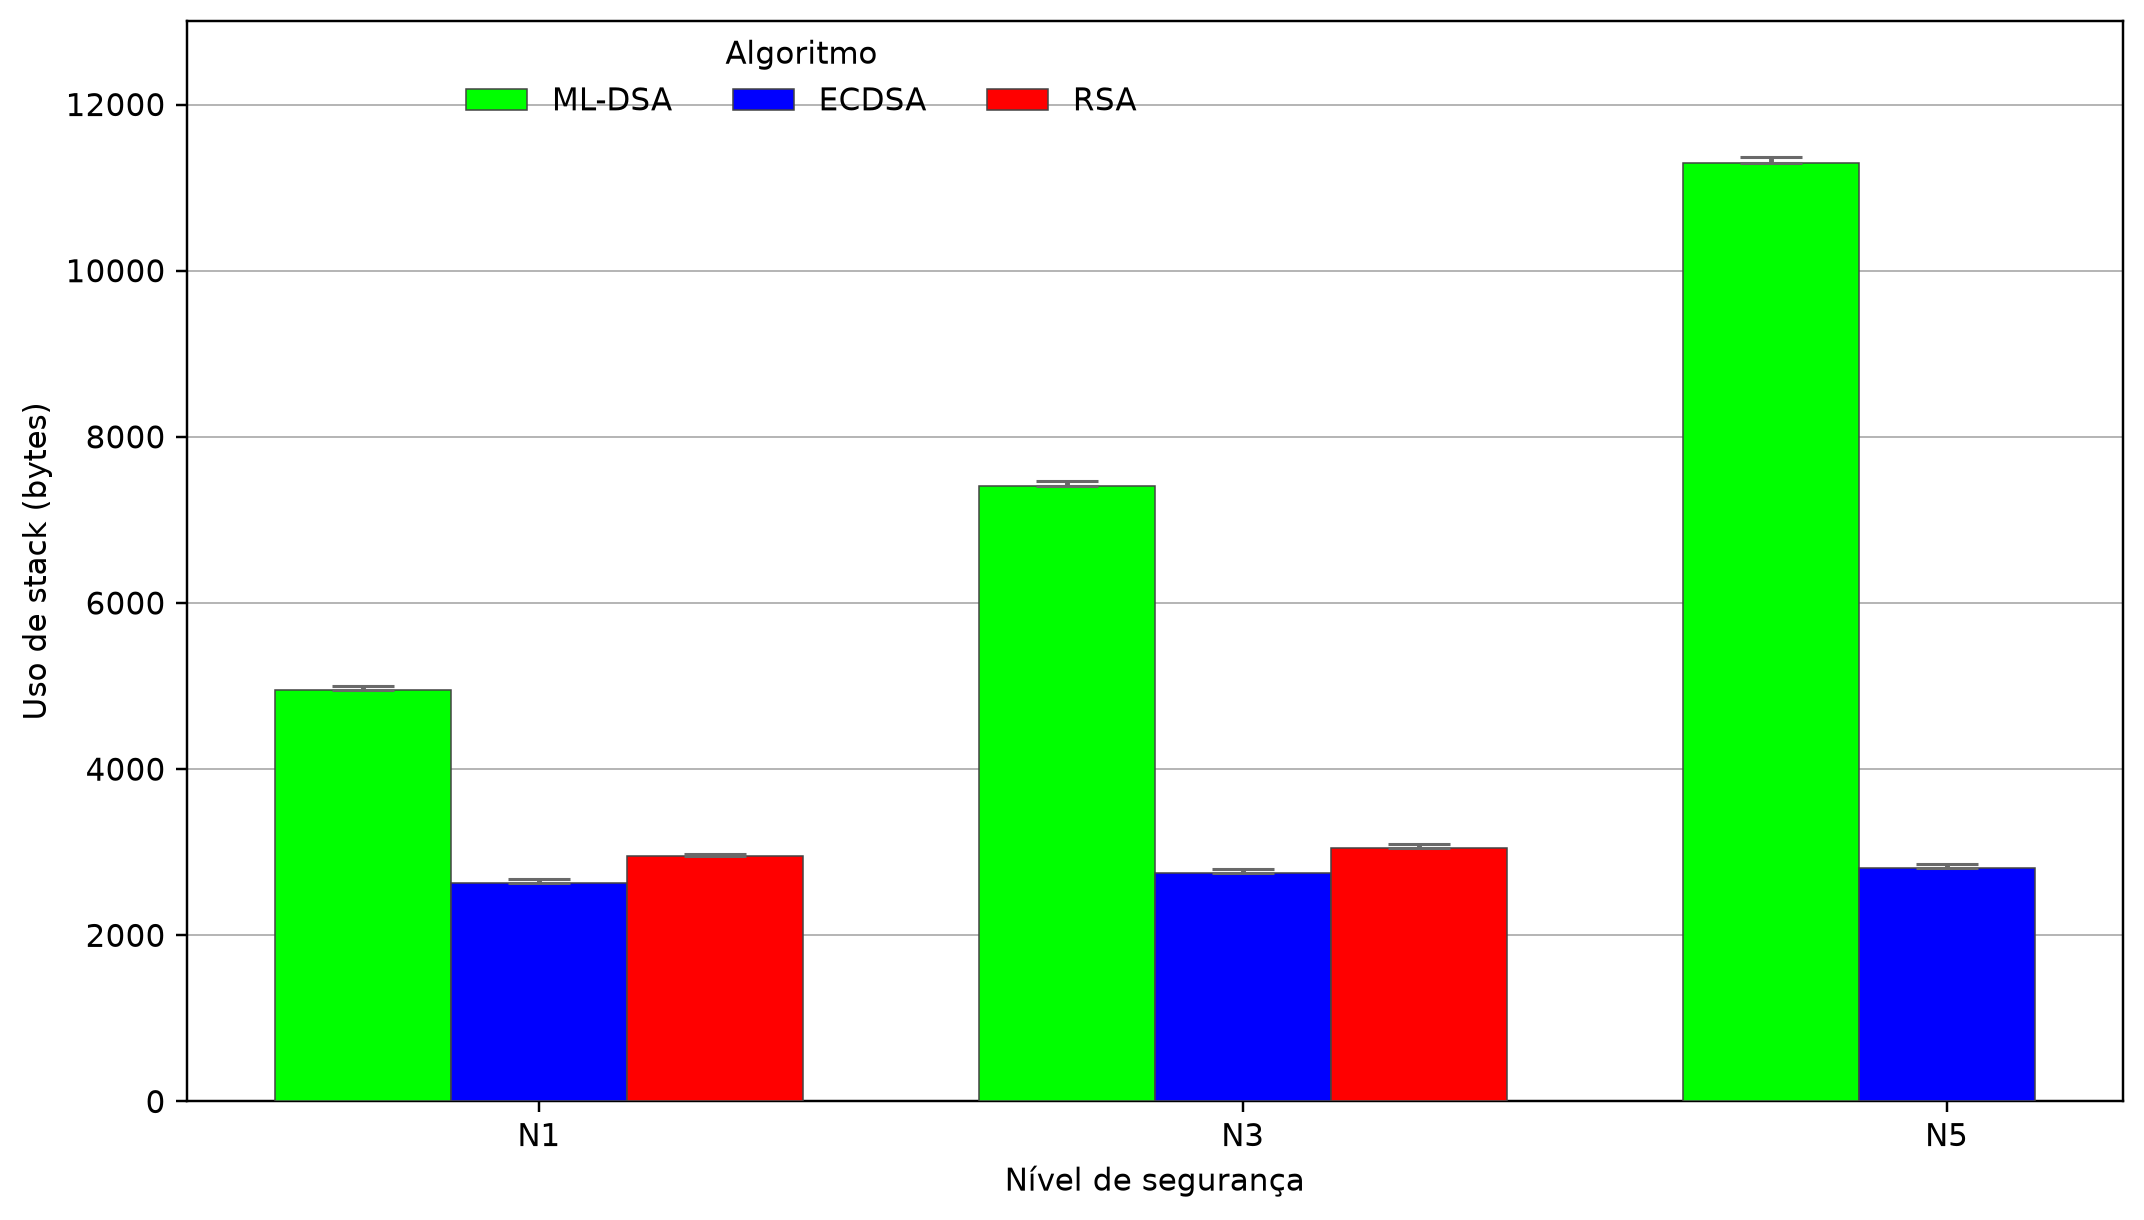 Algoritmo
ML-DSA ECDSA RSA
12000
10000
8000
6000
4000
2000
0
Uso de stack (bytes)
N1 N3 N5
Nível de segurança